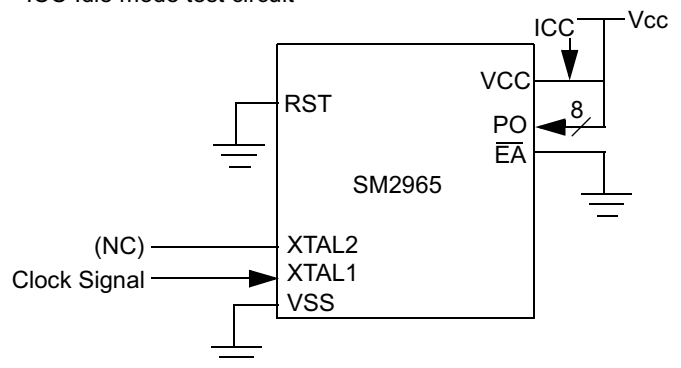 ICC Idle mode test circuit
ICC
Vcc
VCC
RST
8
PO
EA
SM2965
(NC)
XTAL2
Clock Signal
XTAL1
VSS